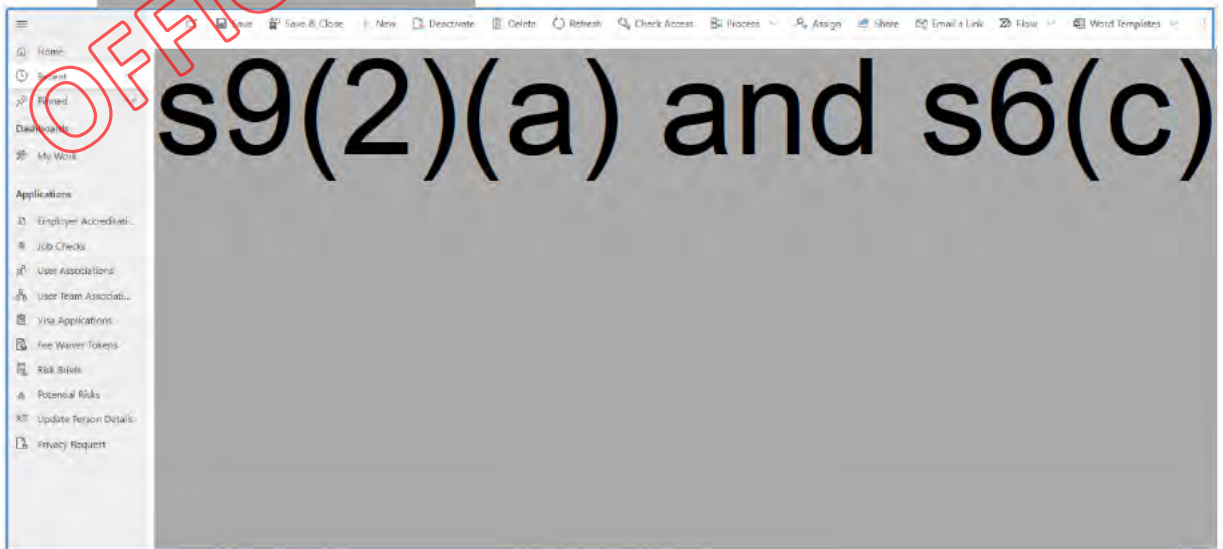 Save Save & Close New Deactivate Delete Refresh Check Access Process Assign Share Email a Link Flow Word Templates
Home
Recent
Pinned
Dashboards
My Work
Applications
Employer Accreditati...
Job Checks
User Associations
User Team Associati...
Visa Applications
Fee Waiver Tokens
Risk Briefs
Potential Risks
Update Person Details
Privacy Request
s9(2)(a) and s6(c)
OFFIC